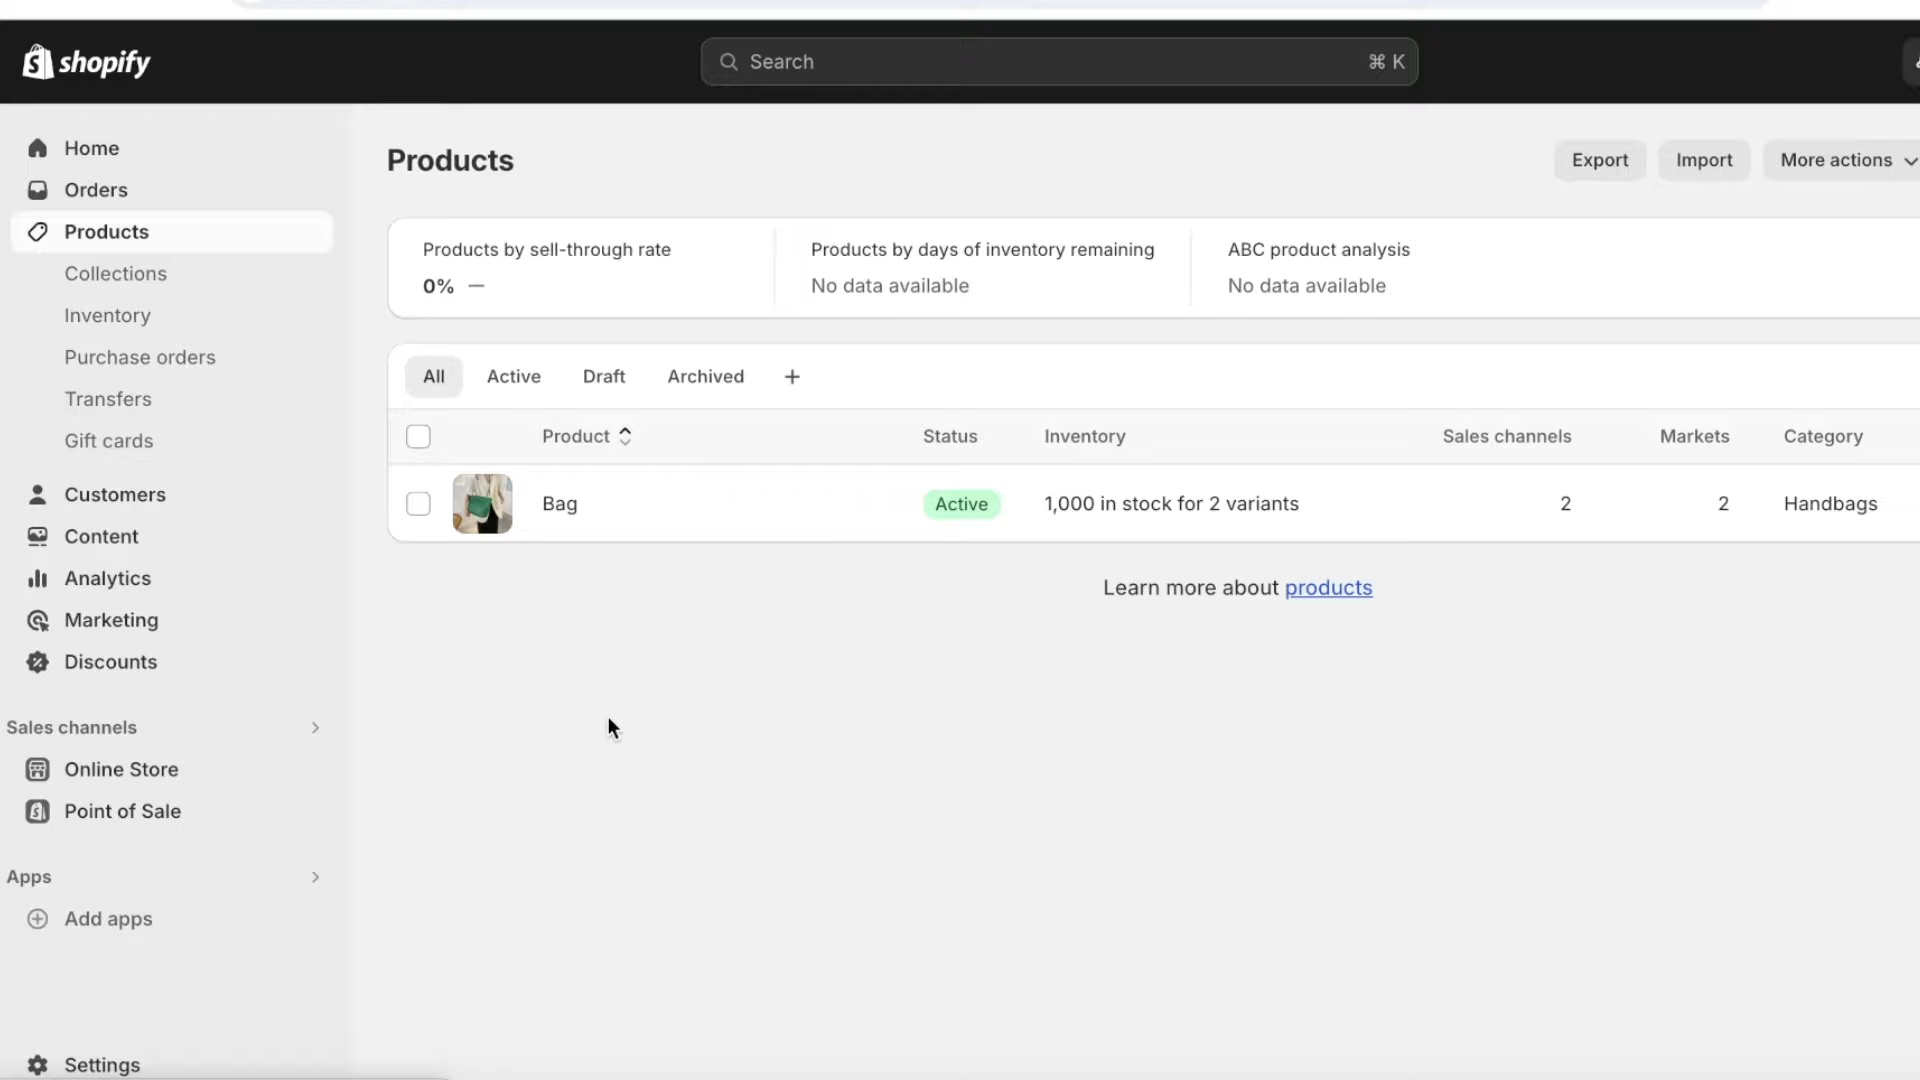 shopify
Search ⌘ K
Home
Orders
Products
Collections
Inventory
Purchase orders
Transfers
Gift cards
Customers
Content
Analytics
Marketing
Discounts
Sales channels
Online Store
Point of Sale
Apps
Add apps
Settings
Products
Export Import More actions
Products by sell-through rate
0% —
Products by days of inventory remaining
No data available
ABC product analysis
No data available
All Active Draft Archived +
Product Status Inventory Sales channels Markets Category
Bag Active 1,000 in stock for 2 variants 2 2 Handbags
Learn more about products